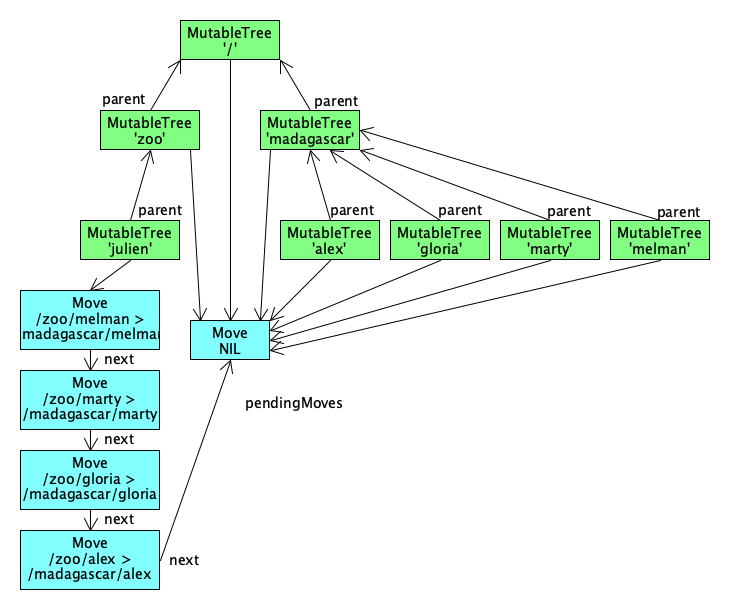 MutableTree
'/'
parent
parent
MutableTree
'zoo'
MutableTree
'madagascar'
parent
parent
parent
MutableTree
'julien'
MutableTree
'alex'
MutableTree
'gloria'
MutableTree
'marty'
MutableTree
'melman'
Move
/zoo/melman >
madagascar/melman
Move
NIL
next
Move
/zoo/marty >
/madagascar/marty
pendingMoves
next
Move
/zoo/gloria >
/madagascar/gloria
next
Move
/zoo/alex >
/madagascar/alex
next